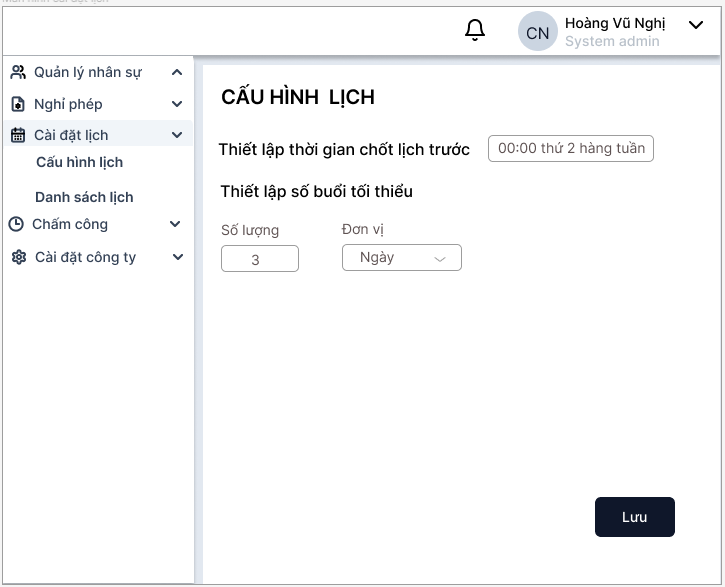 Màn hình cài đặt lịch
CN
Hoàng Vũ Nghị
System admin
Quản lý nhân sự
Nghỉ phép
Cài đặt lịch
Cấu hình lịch
Danh sách lịch
Chấm công
Cài đặt công ty
CẤU HÌNH LỊCH
Thiết lập thời gian chốt lịch trước
00:00 thứ 2 hàng tuần
Thiết lập số buổi tối thiểu
Số lượng
Đơn vị
3
Ngày
Lưu